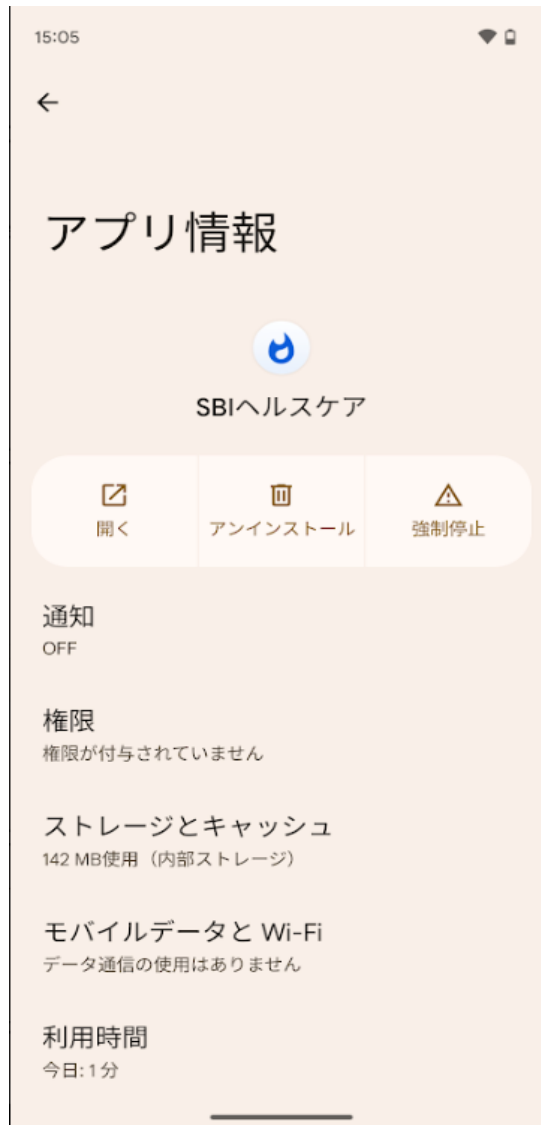 15:05
アプリ情報
SBIヘルスケア
開く
アンインストール
強制停止
通知
OFF
権限
権限が付与されていません
ストレージとキャッシュ
142 MB使用（内部ストレージ）
モバイルデータと Wi-Fi
データ通信の使用はありません
利用時間
今日: 1 分